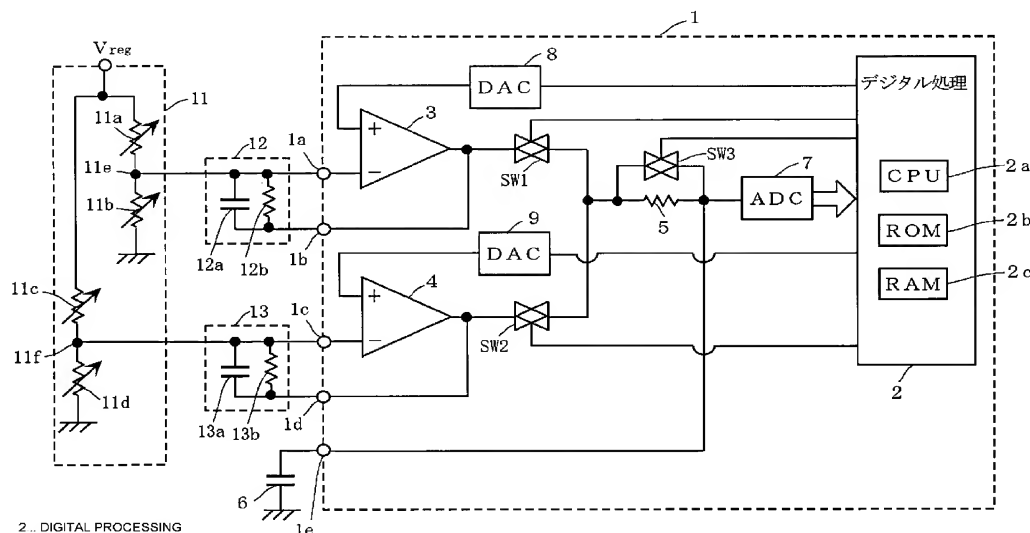 1
Vreg
8
DAC
デジタル処理
11
11a
3
12
1a
+
−
SW1
SW3
2a
CPU
7
ADC
11e
11b
5
9
DAC
ROM
2b
12a
12b
1b
4
RAM
2c
11c
13
1c
+
−
SW2
11f
11d
13a
13b
1d
2
6
1e
2 .. DIGITAL PROCESSING